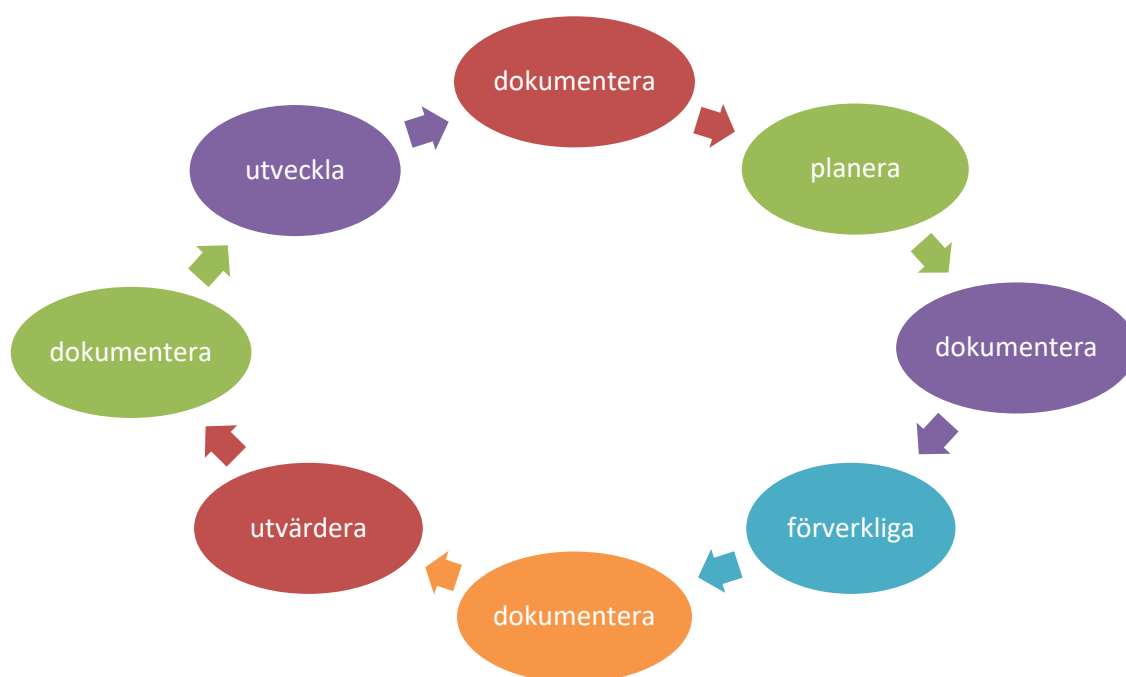 dokumentera
planera
dokumentera
förverkliga
dokumentera
utvärdera
dokumentera
utveckla